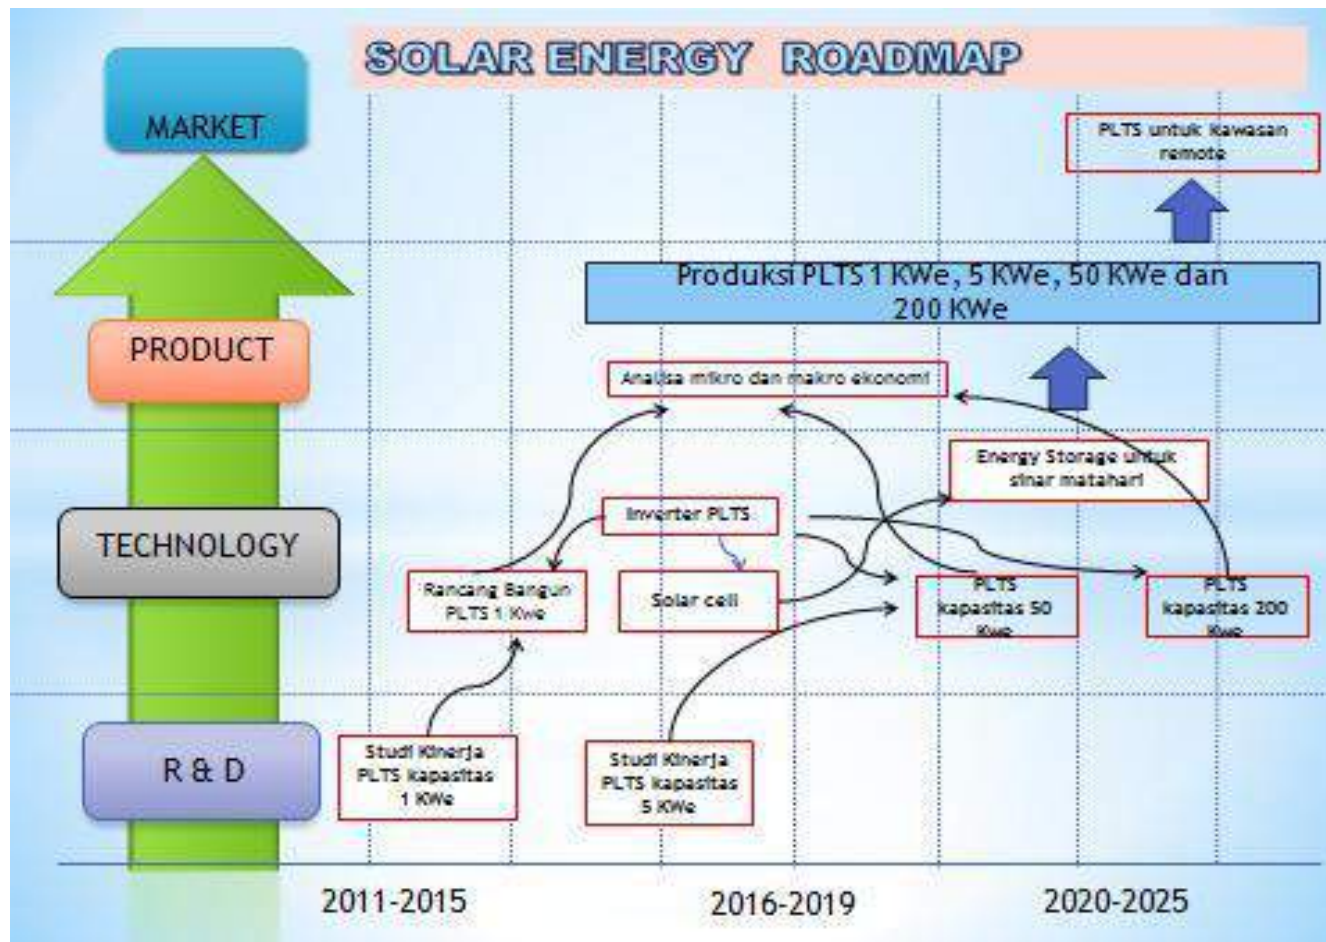 SOLAR ENERGY ROADMAP
MARKET
PLTS untuk kawasan
remote
Produksi PLTS 1 KWe, 5 KWe, 50 KWe dan
200 KWe
PRODUCT
Analisa mikro dan makro ekonomi
Energy Storage untuk
sinar matahari
Inverter PLTS
TECHNOLOGY
Rancang Bangun
PLTS 1 Kwe
Solar cell
PLTS
kapasitas 50
Kwe
PLTS
kapasitas 200
Kwe
R & D
Studi Kinerja
PLTS kapasitas
1 KWe
Studi Kinerja
PLTS kapasitas
5 KWe
2011-2015
2016-2019
2020-2025